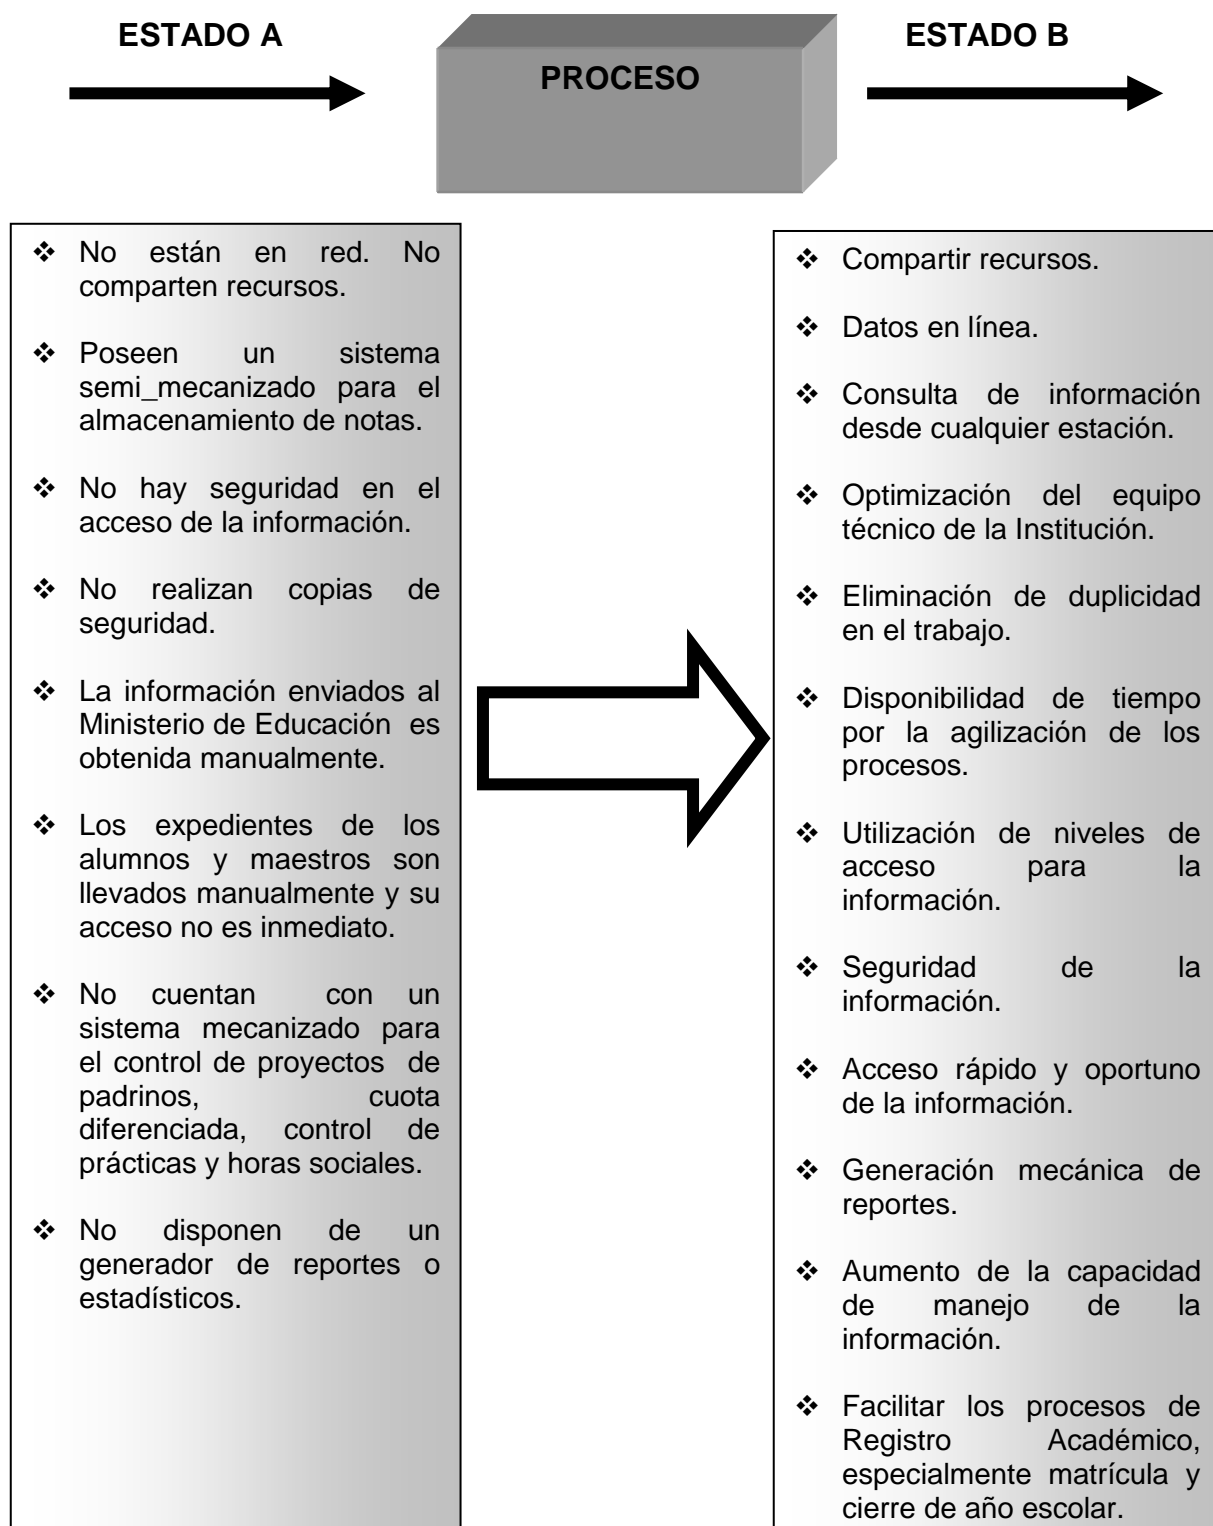 ESTADO A
PROCESO
ESTADO B
❖ No están en red. No
comparten recursos.
❖ Poseen un sistema
semi_mecanizado para el
almacenamiento de notas.
❖ No hay seguridad en el
acceso de la información.
❖ No realizan copias de
seguridad.
❖ La información enviados al
Ministerio de Educación es
obtenida manualmente.
❖ Los expedientes de los
alumnos y maestros son
llevados manualmente y su
acceso no es inmediato.
❖ No cuentan con un
sistema mecanizado para
el control de proyectos de
padrinos, cuota
diferenciada, control de
prácticas y horas sociales.
❖ No disponen de un
generador de reportes o
estadísticos.
❖ Compartir recursos.
❖ Datos en línea.
❖ Consulta de información
desde cualquier estación.
❖ Optimización del equipo
técnico de la Institución.
❖ Eliminación de duplicidad
en el trabajo.
❖ Disponibilidad de tiempo
por la agilización de los
procesos.
❖ Utilización de niveles de
acceso para la
información.
❖ Seguridad de la
información.
❖ Acceso rápido y oportuno
de la información.
❖ Generación mecánica de
reportes.
❖ Aumento de la capacidad
de manejo de la
información.
❖ Facilitar los procesos de
Registro Académico,
especialmente matrícula y
cierre de año escolar.